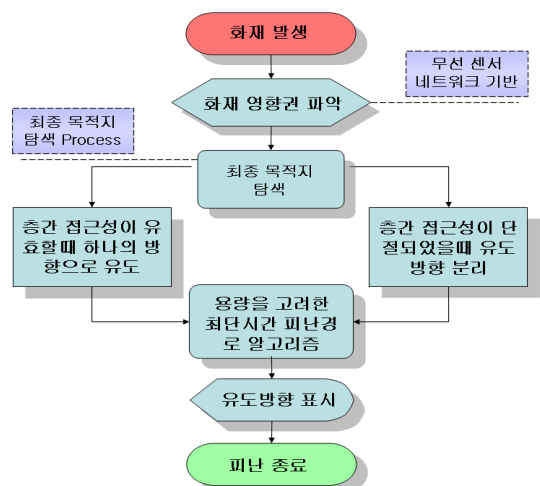 화재 발생
무선 센서
네트워크 기반
화재 영향권 파악
최종 목적지
탐색 Process
최종 목적지
탐색
층간 접근성이 유
효할때 하나의 방
향으로 유도
층간 접근성이 단
절되었을때 유도
방향 분리
용량을 고려한
최단시간 피난경
로 알고리즘
유도방향 표시
피난 종료